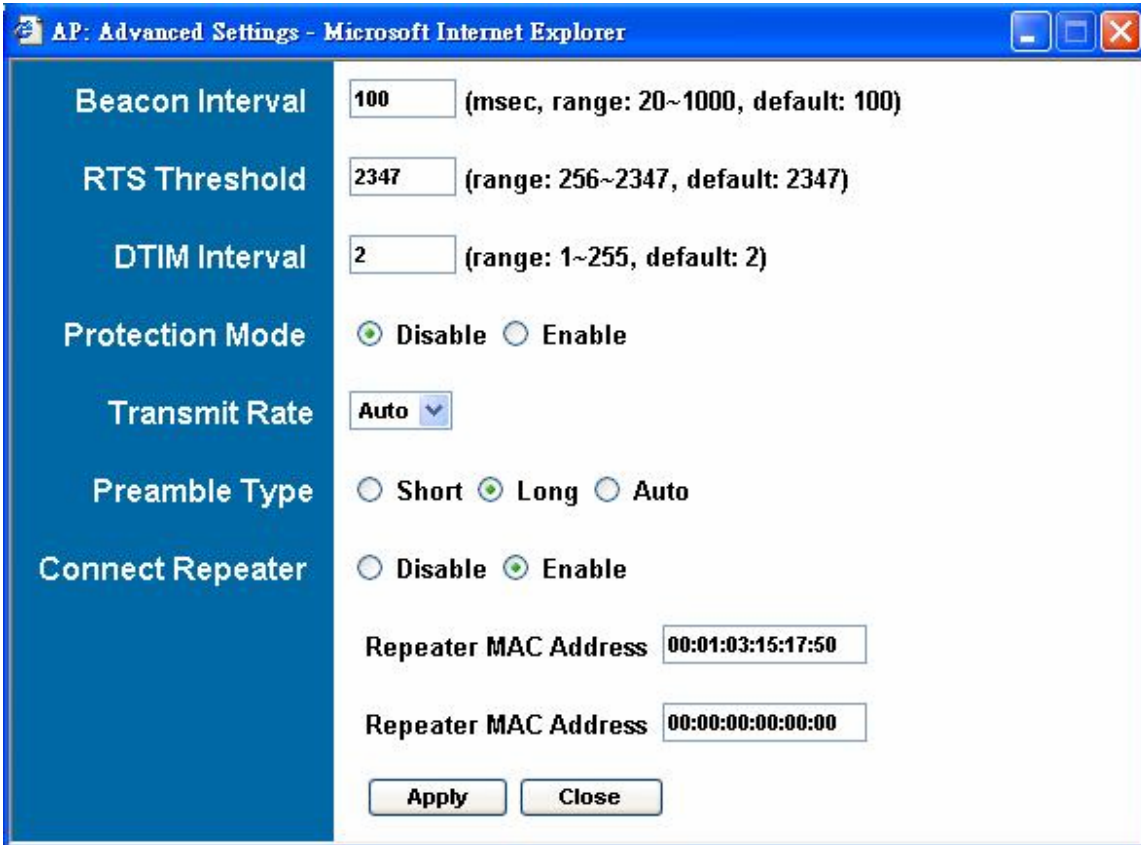 AP: Advanced Settings - Microsoft Internet Explorer
Beacon Interval 100 (msec, range: 20~1000, default: 100)
RTS Threshold 2347 (range: 256~2347, default: 2347)
DTIM Interval 2 (range: 1~255, default: 2)
Protection Mode Disable Enable
Transmit Rate Auto
Preamble Type Short Long Auto
Connect Repeater Disable Enable
Repeater MAC Address 00:01:03:15:17:50
Repeater MAC Address 00:00:00:00:00:00
Apply Close